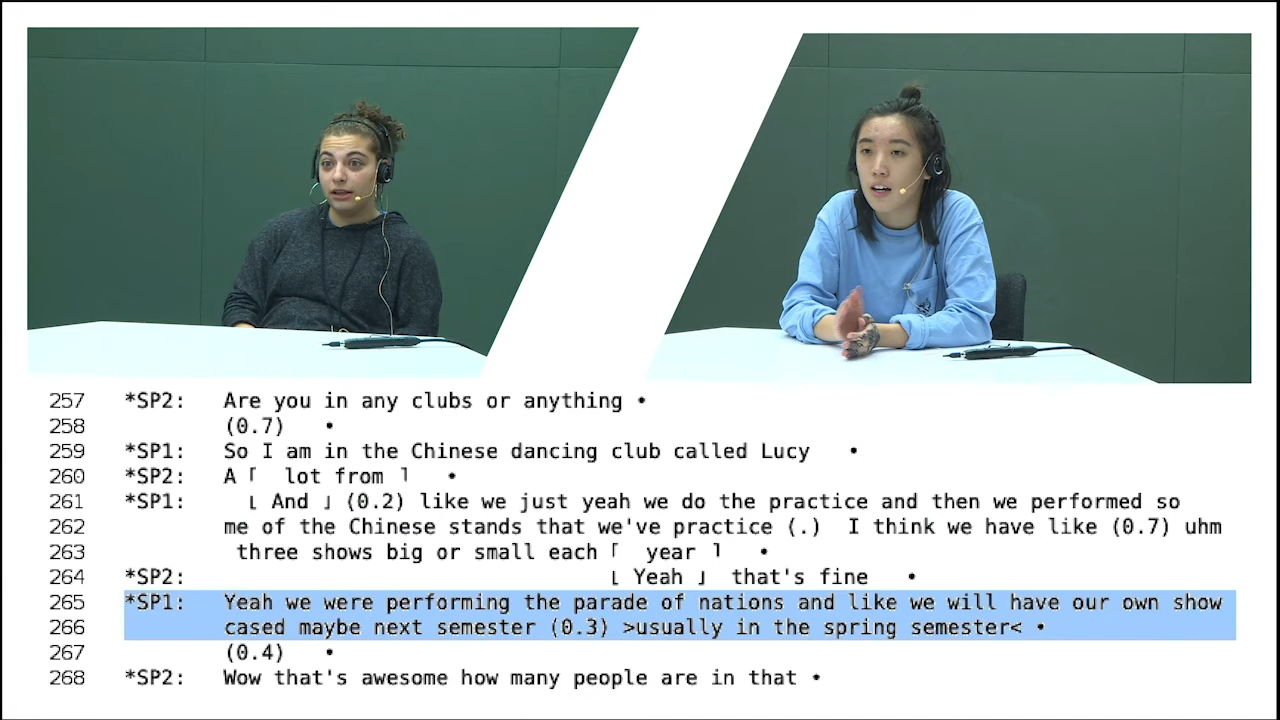 257 *SP2: Are you in any clubs or anything •
258 (0.7) •
259 *SP1: So I am in the Chinese dancing club called Lucy •
260 *SP2: A ⌈ lot from ⌉ •
261 *SP1: ⌊ And ⌋ (0.2) like we just yeah we do the practice and then we performed so
262 me of the Chinese stands that we've practice (.) I think we have like (0.7) uhm
263 three shows big or small each ⌈ year ⌉ •
264 *SP2: ⌊ Yeah ⌋ that's fine •
265 *SP1: Yeah we were performing the parade of nations and like we will have our own show
266 cased maybe next semester (0.3) >usually in the spring semester< •
267 (0.4) •
268 *SP2: Wow that's awesome how many people are in that •